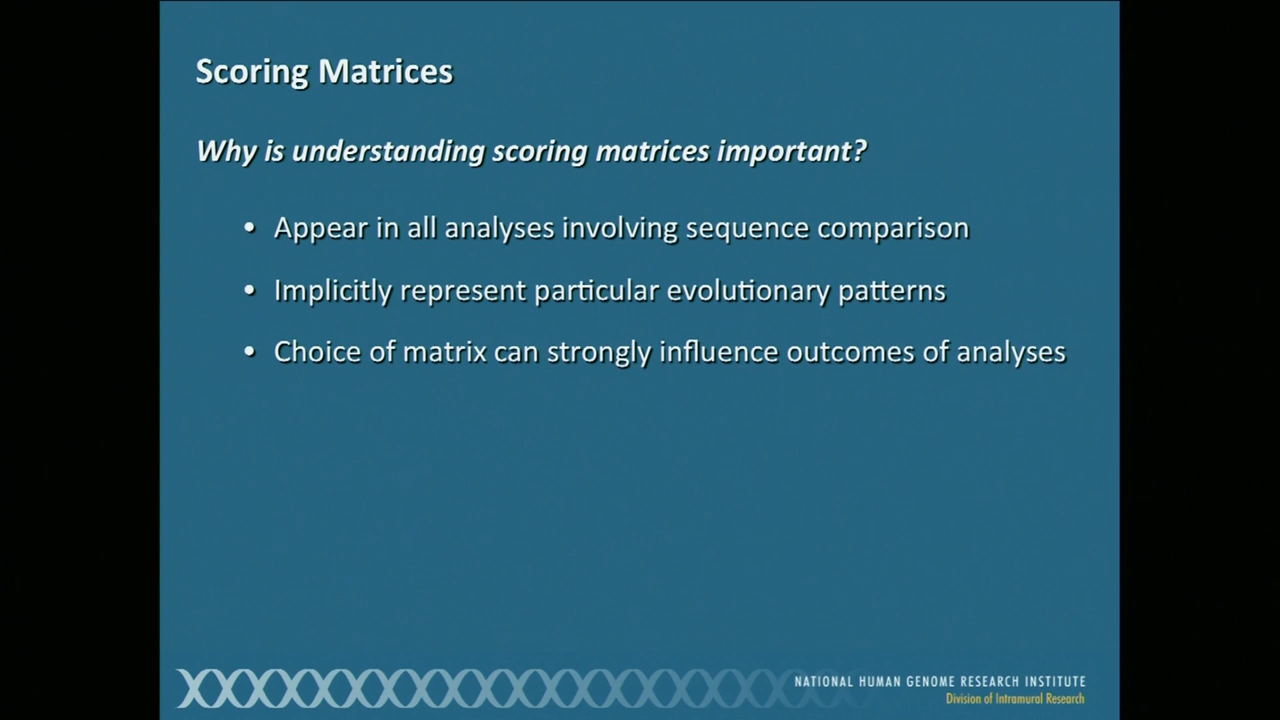 Scoring Matrices
Why is understanding scoring matrices important?
• Appear in all analyses involving sequence comparison
• Implicitly represent particular evolutionary patterns
• Choice of matrix can strongly influence outcomes of analyses
NATIONAL HUMAN GENOME RESEARCH INSTITUTE
Division of Intramural Research